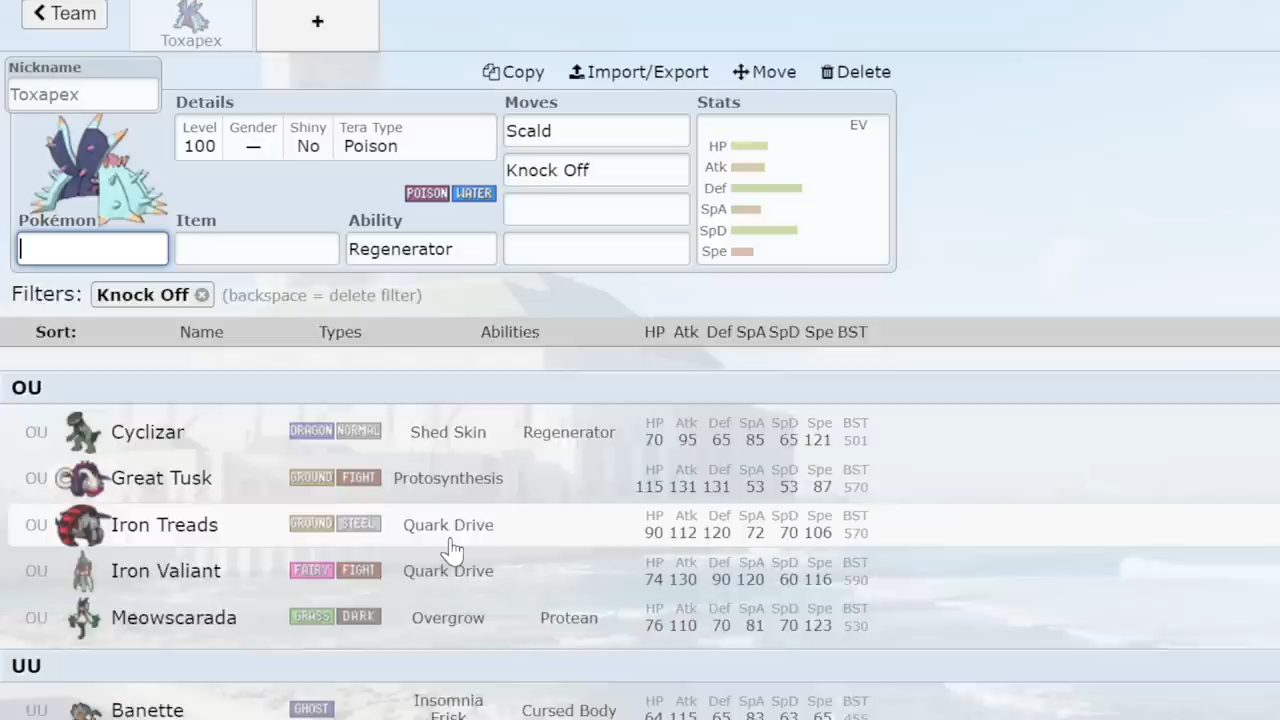 Team
Toxapex
+
Nickname
Toxapex
Copy Import/Export Move Delete
Details Moves Stats
Level Gender Shiny Tera Type
100 — No Poison
Scald
Knock Off
EV
HP
Atk
Def
SpA
SpD
Spe
POISON WATER
Pokémon Item Ability
Regenerator
Filters: Knock Off (backspace = delete filter)
Sort: Name Types Abilities HP Atk Def SpA SpD Spe BST
OU
OU Cyclizar DRAGON NORMAL Shed Skin Regenerator HP Atk Def SpA SpD Spe BST
70 95 65 85 65 121 501
OU Great Tusk GROUND FIGHT Protosynthesis HP Atk Def SpA SpD Spe BST
115 131 131 53 53 87 570
OU Iron Treads GROUND STEEL Quark Drive HP Atk Def SpA SpD Spe BST
90 112 120 72 70 106 570
OU Iron Valiant FAIRY FIGHT Quark Drive HP Atk Def SpA SpD Spe BST
74 130 90 120 60 116 590
OU Meowscarada GRASS DARK Overgrow Protean HP Atk Def SpA SpD Spe BST
76 110 70 81 70 123 530
UU
UU Banette GHOST Insomnia Frisk Cursed Body HP Atk Def SpA SpD Spe BST
64 115 65 83 63 65 455